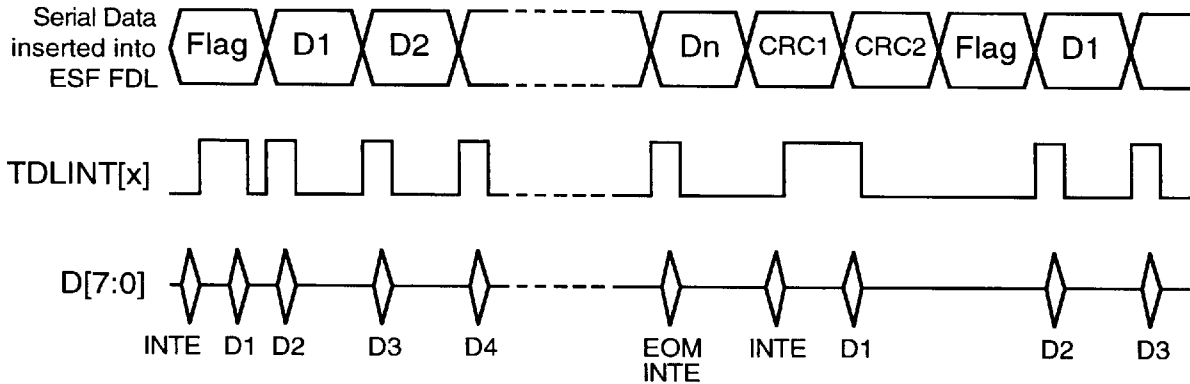 Serial Data
inserted into
ESF FDL
Flag D1 D2 Dn CRC1 CRC2 Flag D1
TDLINT[x]
D[7:0]
INTE D1 D2 D3 D4 EOM INTE D1 D2 D3
INTE